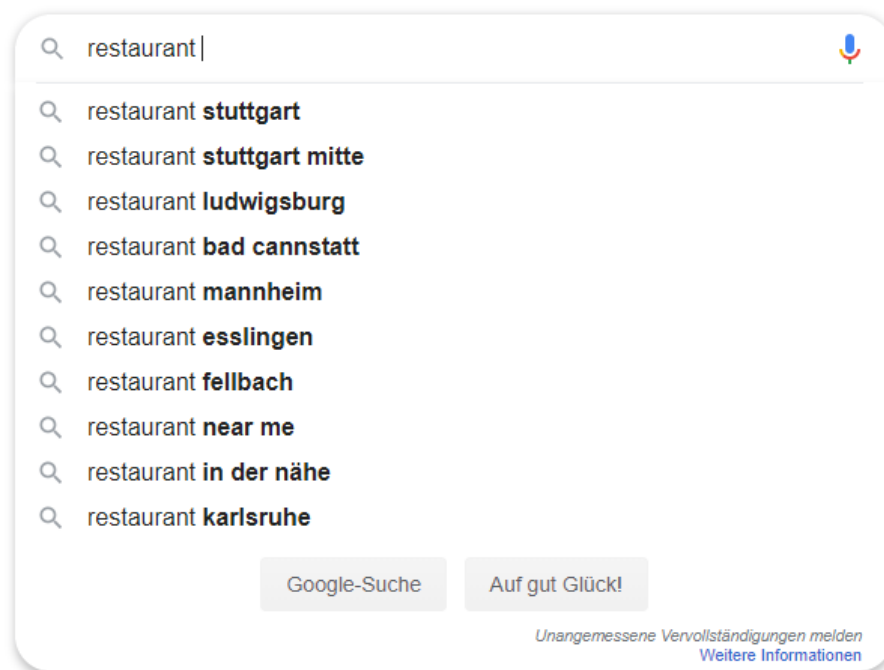 restaurant
restaurant stuttgart
restaurant stuttgart mitte
restaurant ludwigsburg
restaurant bad cannstatt
restaurant mannheim
restaurant esslingen
restaurant fellbach
restaurant near me
restaurant in der nähe
restaurant karlsruhe
Google-Suche Auf gut Glück!
Unangemessene Vervollständigungen melden
Weitere Informationen